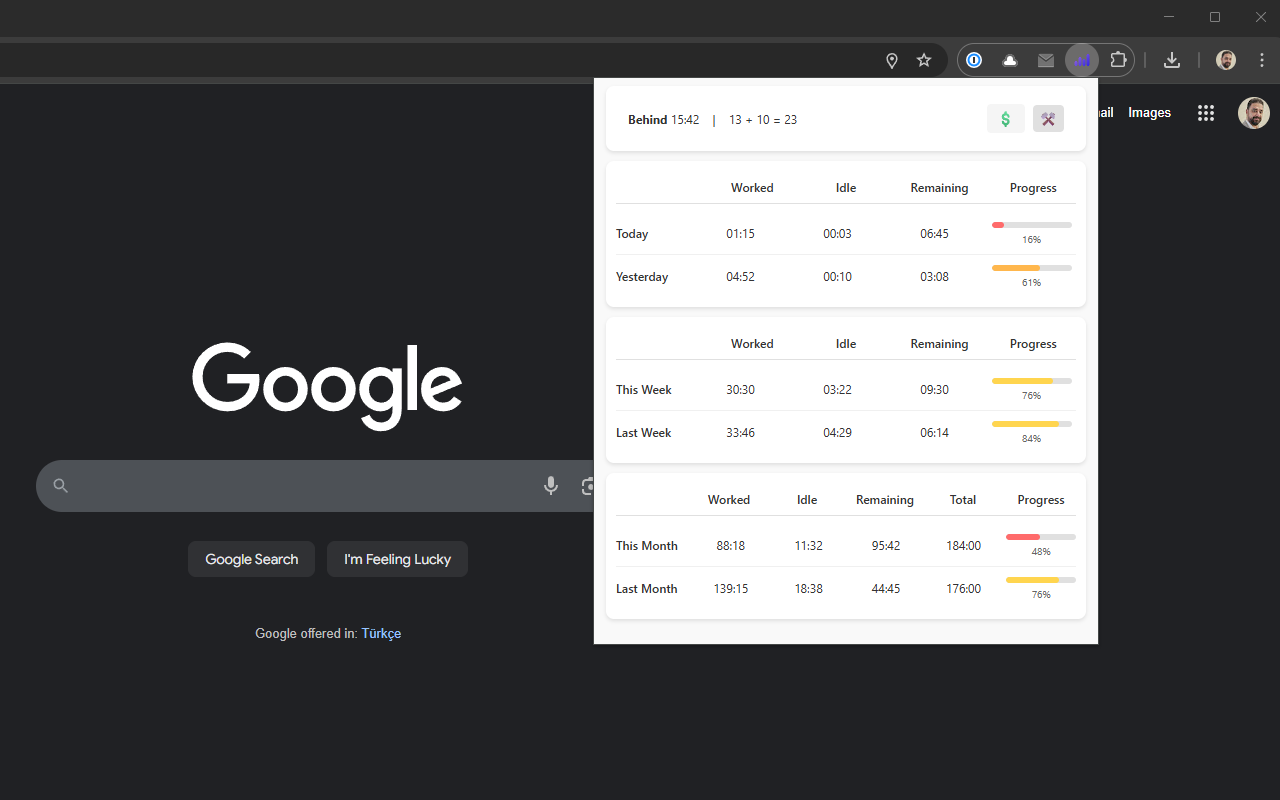 Behind 15:42 | 13 + 10 = 23
ail Images
Worked Idle Remaining Progress
Today 01:15 00:03 06:45 16%
Yesterday 04:52 00:10 03:08 61%
Worked Idle Remaining Progress
This Week 30:30 03:22 09:30 76%
Last Week 33:46 04:29 06:14 84%
Worked Idle Remaining Total Progress
This Month 88:18 11:32 95:42 184:00 48%
Last Month 139:15 18:38 44:45 176:00 76%
Google
Google Search I'm Feeling Lucky
Google offered in: Türkçe